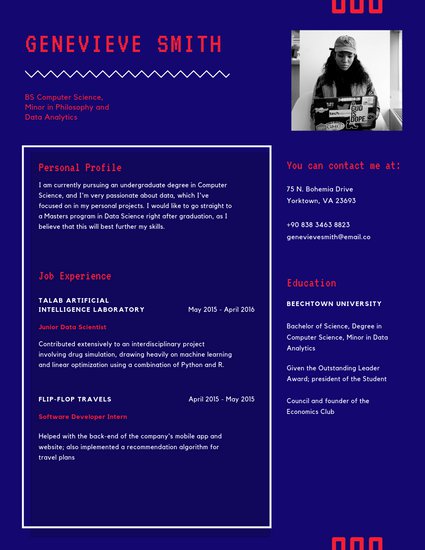 GENEVIEVE SMITH
BS Computer Science,
Minor in Philosophy and
Data Analytics
Personal Profile
I am currently pursuing an undergraduate degree in Computer
Science, and I'm very passionate about data, which I've
focused on in my personal projects. I would like to go straight to
a Masters program in Data Science right after graduation, as I
believe that this will best further my skills.
Job Experience
TALAB ARTIFICIAL
INTELLIGENCE LABORATORY May 2015 - April 2016
Junior Data Scientist
Contributed extensively to an interdisciplinary project
involving drug simulation, drawing heavily on machine learning
and linear optimization using a combination of Python and R.
FLIP-FLOP TRAVELS April 2015 - May 2015
Software Developer Intern
Helped with the back-end of the company's mobile app and
website; also implemented a recommendation algorithm for
travel plans
You can contact me at:
75 N. Bohemia Drive
Yorktown, VA 23693
+90 838 3463 8823
genevievesmith@email.co
Education
BEECHTOWN UNIVERSITY
Bachelor of Science, Degree in
Computer Science, Minor in Data
Analytics
Given the Outstanding Leader
Award; president of the Student
Council and founder of the
Economics Club